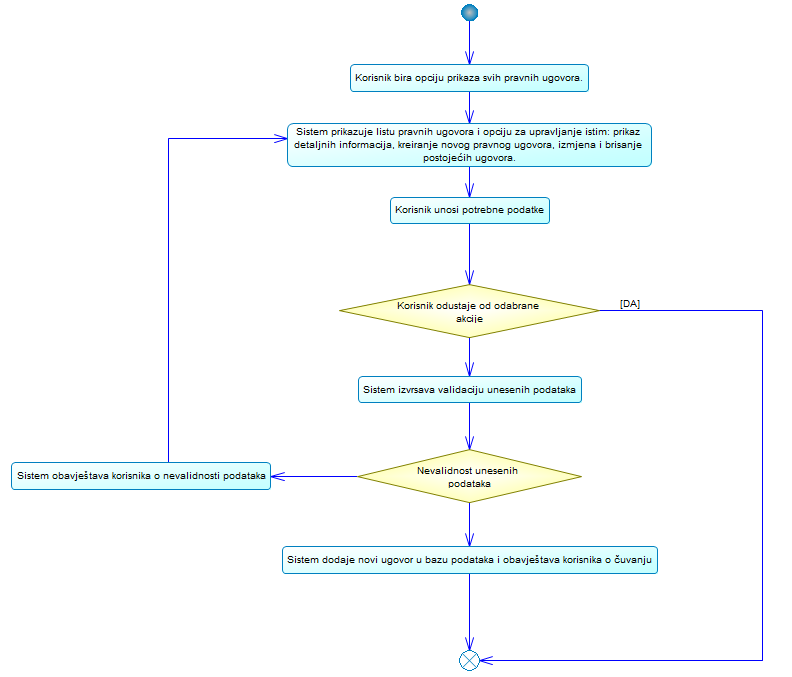 Korisnik bira opciju prikaza svih pravnih ugovora.
Sistem prikazuje listu pravnih ugovora i opciju za upravljanje istim: prikaz
detaljnih informacija, kreiranje novog pravnog ugovora, izmjena i brisanje
postojećih ugovora.
Korisnik unosi potrebne podatke
Korisnik odustaje od odabrane
akcije
[DA]
Sistem izvrsava validaciju unesenih podataka
Nevalidnost unesenih
podataka
Sistem obavještava korisnika o nevalidnosti podataka
Sistem dodaje novi ugovor u bazu podataka i obavještava korisnika o čuvanju